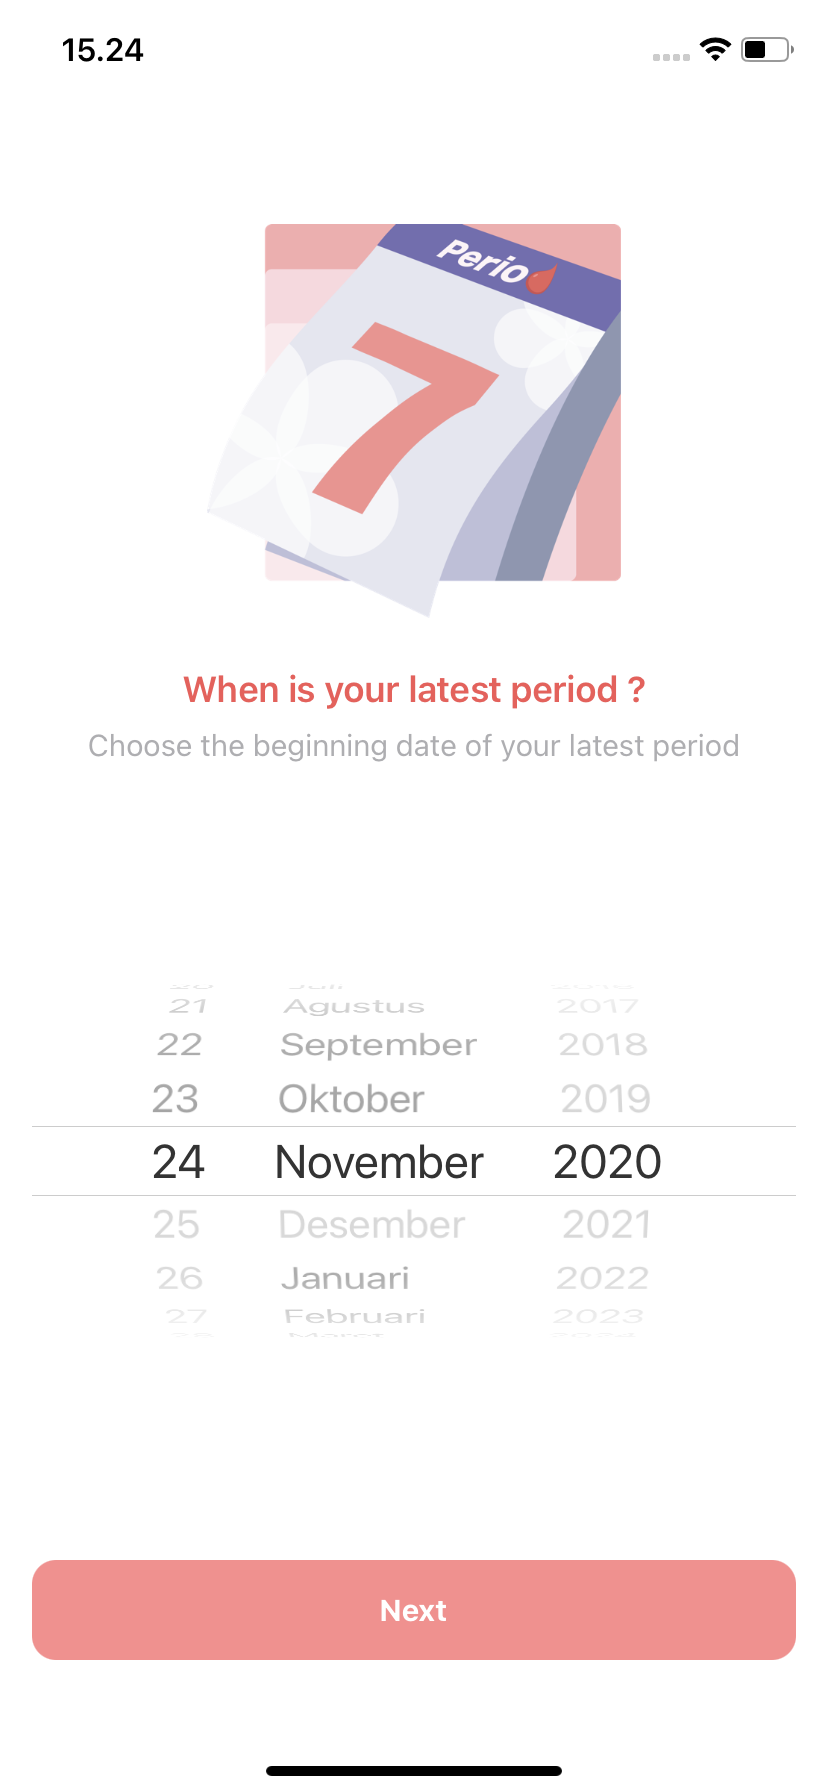 15.24
Perio
7
When is your latest period ?
Choose the beginning date of your latest period
21 Agustus 2017
22 September 2018
23 Oktober 2019
24 November 2020
25 Desember 2021
26 Januari 2022
27 Februari 2023
Next